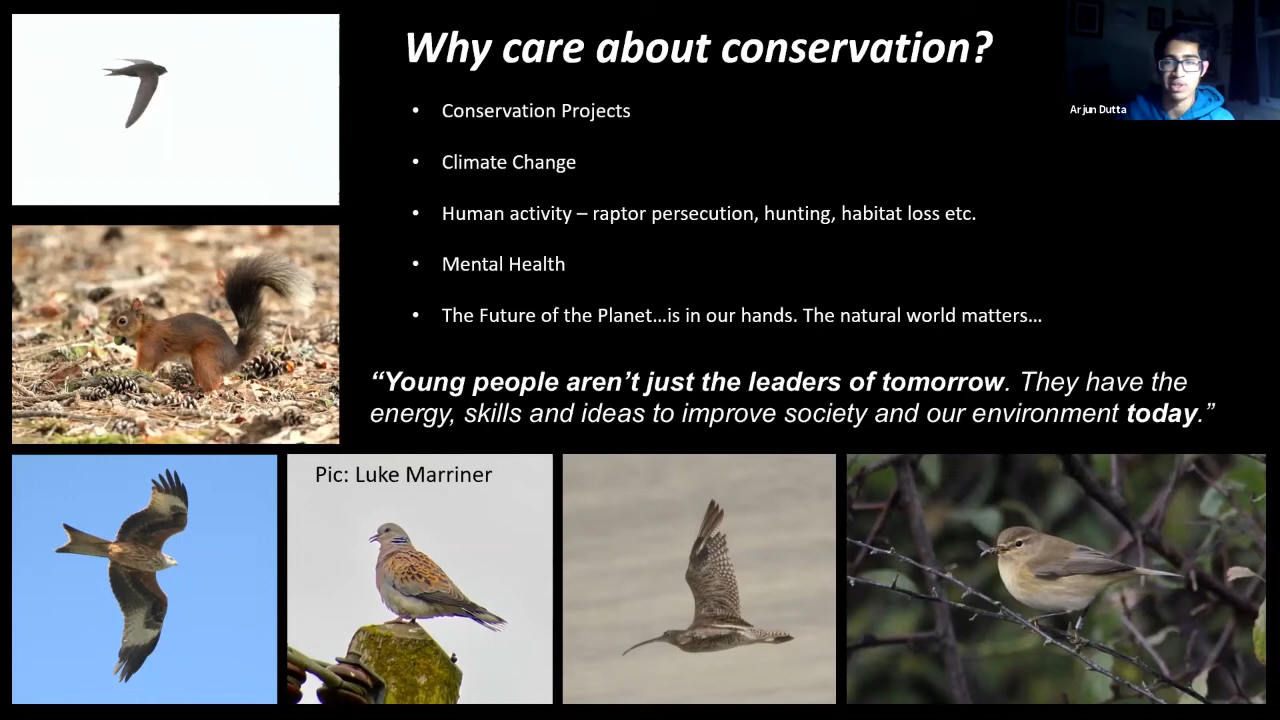 Why care about conservation?
Arjun Dutta
• Conservation Projects
• Climate Change
• Human activity – raptor persecution, hunting, habitat loss etc.
• Mental Health
• The Future of the Planet…is in our hands. The natural world matters…
“Young people aren’t just the leaders of tomorrow. They have the
energy, skills and ideas to improve society and our environment today.”
Pic: Luke Marriner